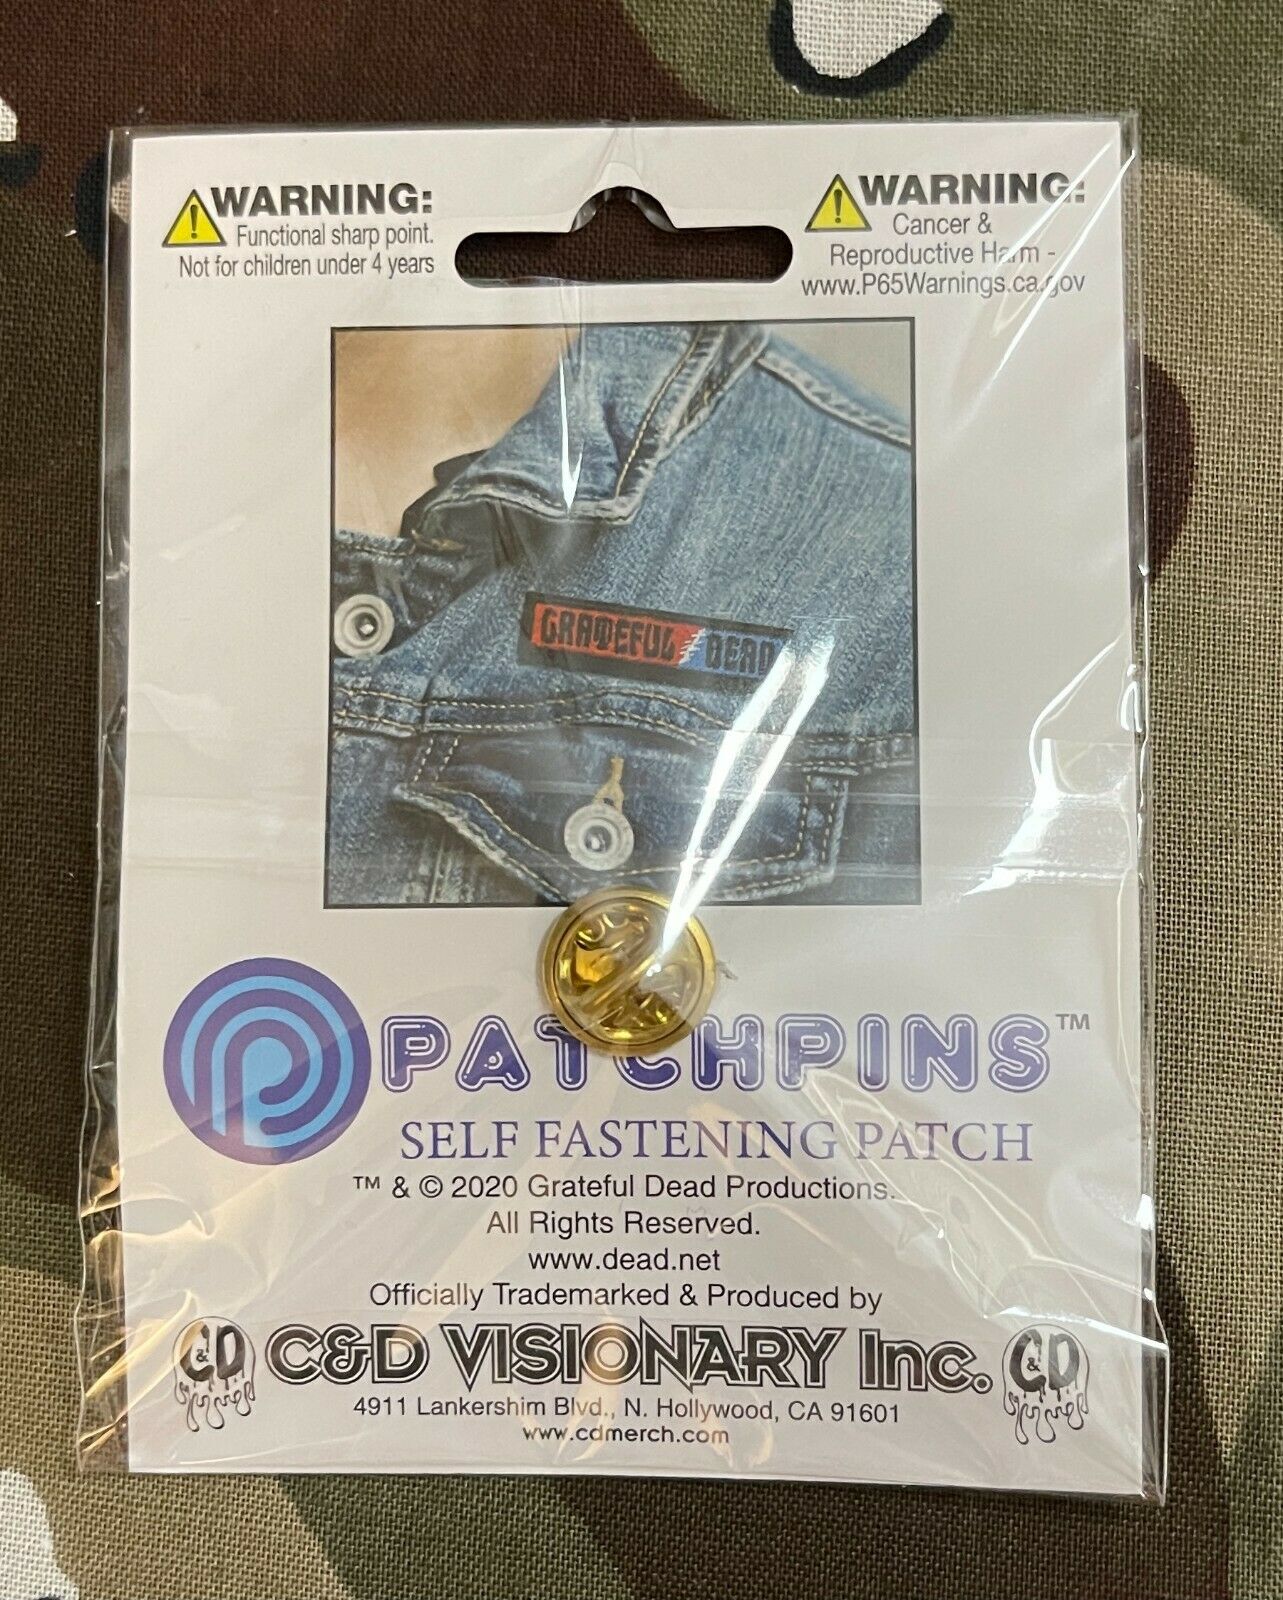 WARNING:
Functional sharp point.
Not for children under 4 years
WARNING:
Cancer &
Reproductive Harm -
www.P65Warnings.ca.gov
GRATEFUL DEAD
P PATCHPINS™
SELF FASTENING PATCH
™ & © 2020 Grateful Dead Productions.
All Rights Reserved.
www.dead.net
Officially Trademarked & Produced by
C&D C&D VISIONARY Inc. C&D
4911 Lankershim Blvd., N. Hollywood, CA 91601
www.cdmerch.com